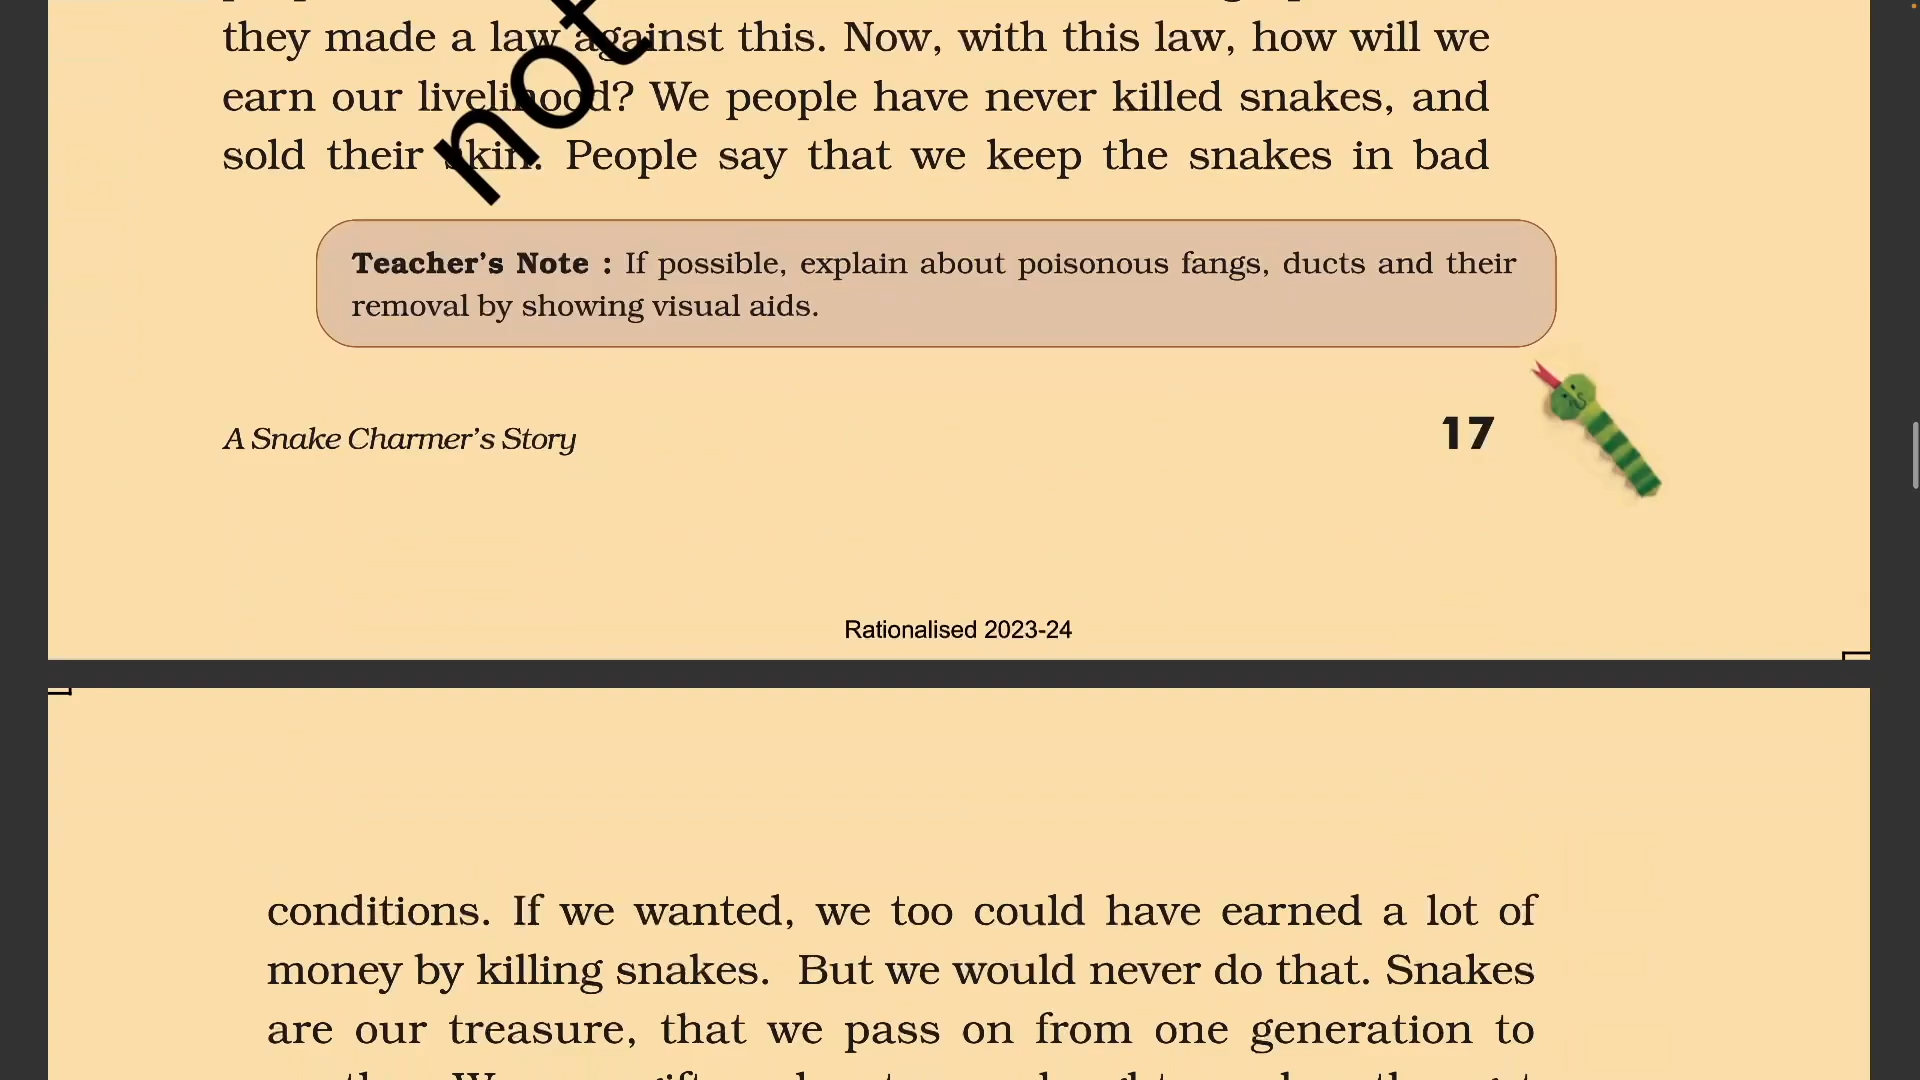 they made a law against this. Now, with this law, how will we
earn our livelihood? We people have never killed snakes, and
sold their skin. People say that we keep the snakes in bad
not
Teacher's Note : If possible, explain about poisonous fangs, ducts and their
removal by showing visual aids.
A Snake Charmer's Story
17
Rationalised 2023-24
conditions. If we wanted, we too could have earned a lot of
money by killing snakes. But we would never do that. Snakes
are our treasure, that we pass on from one generation to